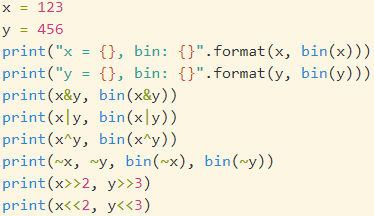 x = 123
y = 456
print("x = {}, bin: {}".format(x, bin(x)))
print("y = {}, bin: {}".format(y, bin(y)))
print(x&y, bin(x&y))
print(x|y, bin(x|y))
print(x^y, bin(x^y))
print(~x, ~y, bin(~x), bin(~y))
print(x>>2, y>>3)
print(x<<2, y<<3)